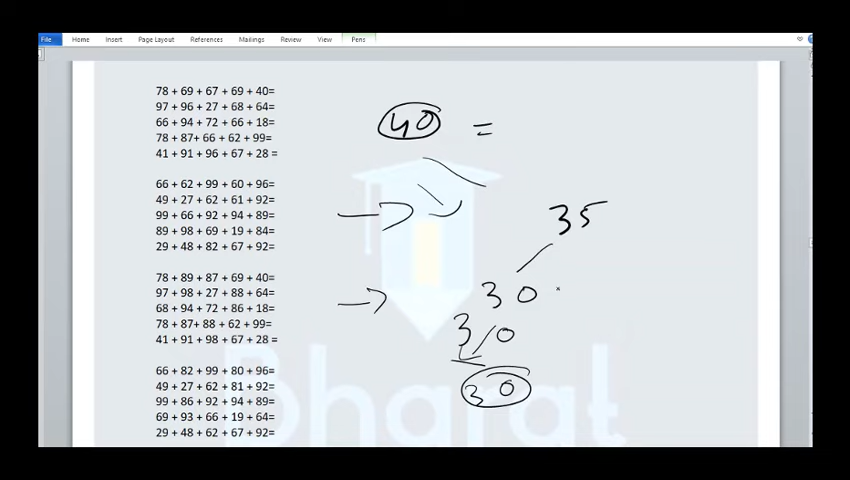 File Home Insert Page Layout References Mailings Review View Pens
78 + 69 + 67 + 69 + 40=
97 + 96 + 27 + 68 + 64=
66 + 94 + 72 + 66 + 18=
78 + 87+ 66 + 62 + 99=
41 + 91 + 96 + 67 + 28 =
66 + 62 + 99 + 60 + 96=
49 + 27 + 62 + 61 + 92=
99 + 66 + 92 + 94 + 89=
89 + 98 + 69 + 19 + 84=
29 + 48 + 82 + 67 + 92=
78 + 89 + 87 + 69 + 40=
97 + 98 + 27 + 88 + 64=
68 + 94 + 72 + 86 + 18=
78 + 87+ 88 + 62 + 99=
41 + 91 + 98 + 67 + 28 =
66 + 82 + 99 + 80 + 96=
49 + 27 + 62 + 81 + 92=
99 + 86 + 92 + 94 + 89=
69 + 93 + 66 + 19 + 64=
29 + 48 + 62 + 67 + 92=
40 =
35
30
30
30
Bharat